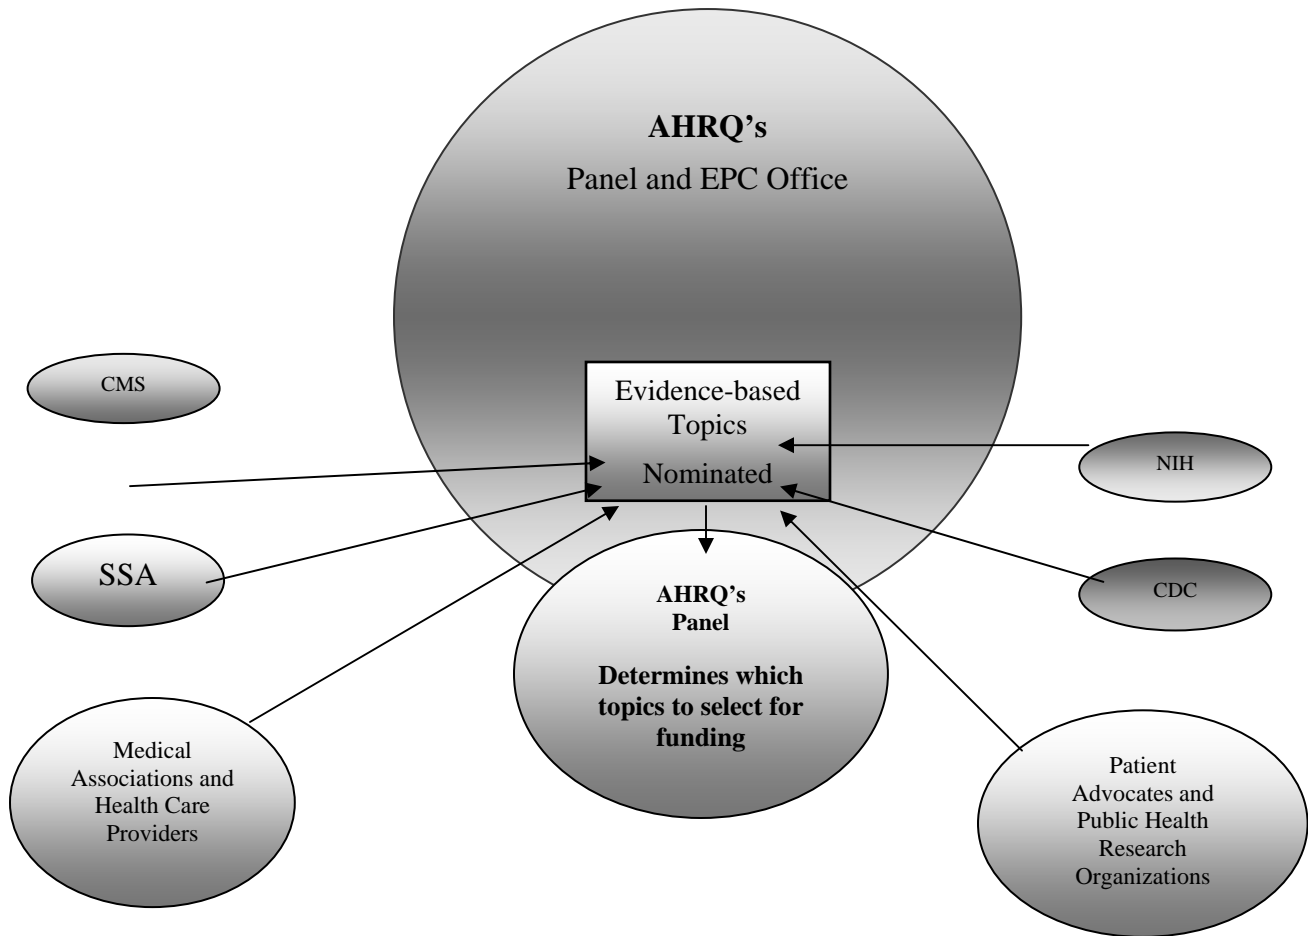 AHRQ’s
Panel and EPC Office
CMS
Evidence-based
Topics
Nominated
NIH
SSA
CDC
AHRQ’s
Panel
Determines which
topics to select for
funding
Medical
Associations and
Health Care
Providers
Patient
Advocates and
Public Health
Research
Organizations